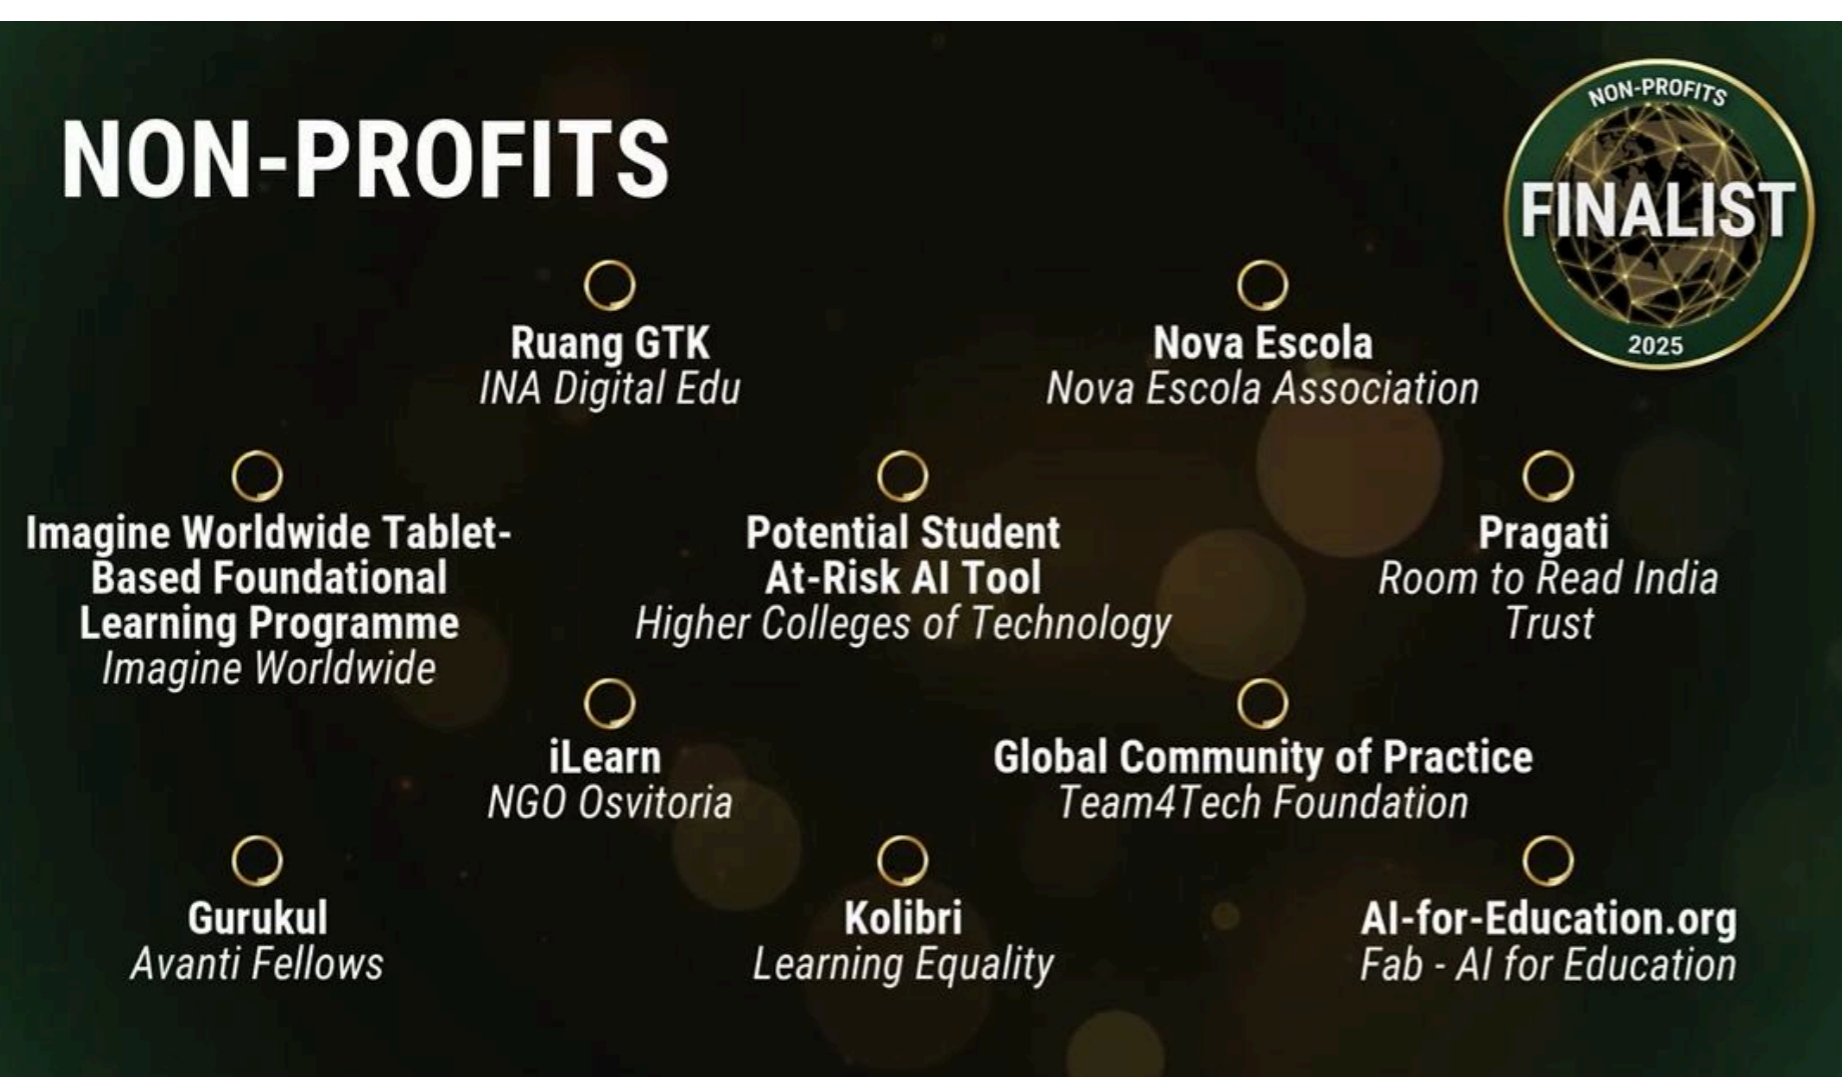 NON-PROFITS
NON-PROFITS
FINALIST
2025
Ruang GTK
INA Digital Edu
Nova Escola
Nova Escola Association
Imagine Worldwide Tablet-
Based Foundational
Learning Programme
Imagine Worldwide
Potential Student
At-Risk AI Tool
Higher Colleges of Technology
Pragati
Room to Read India
Trust
iLearn
NGO Osvitoria
Global Community of Practice
Team4Tech Foundation
Gurukul
Avanti Fellows
Kolibri
Learning Equality
AI-for-Education.org
Fab - AI for Education